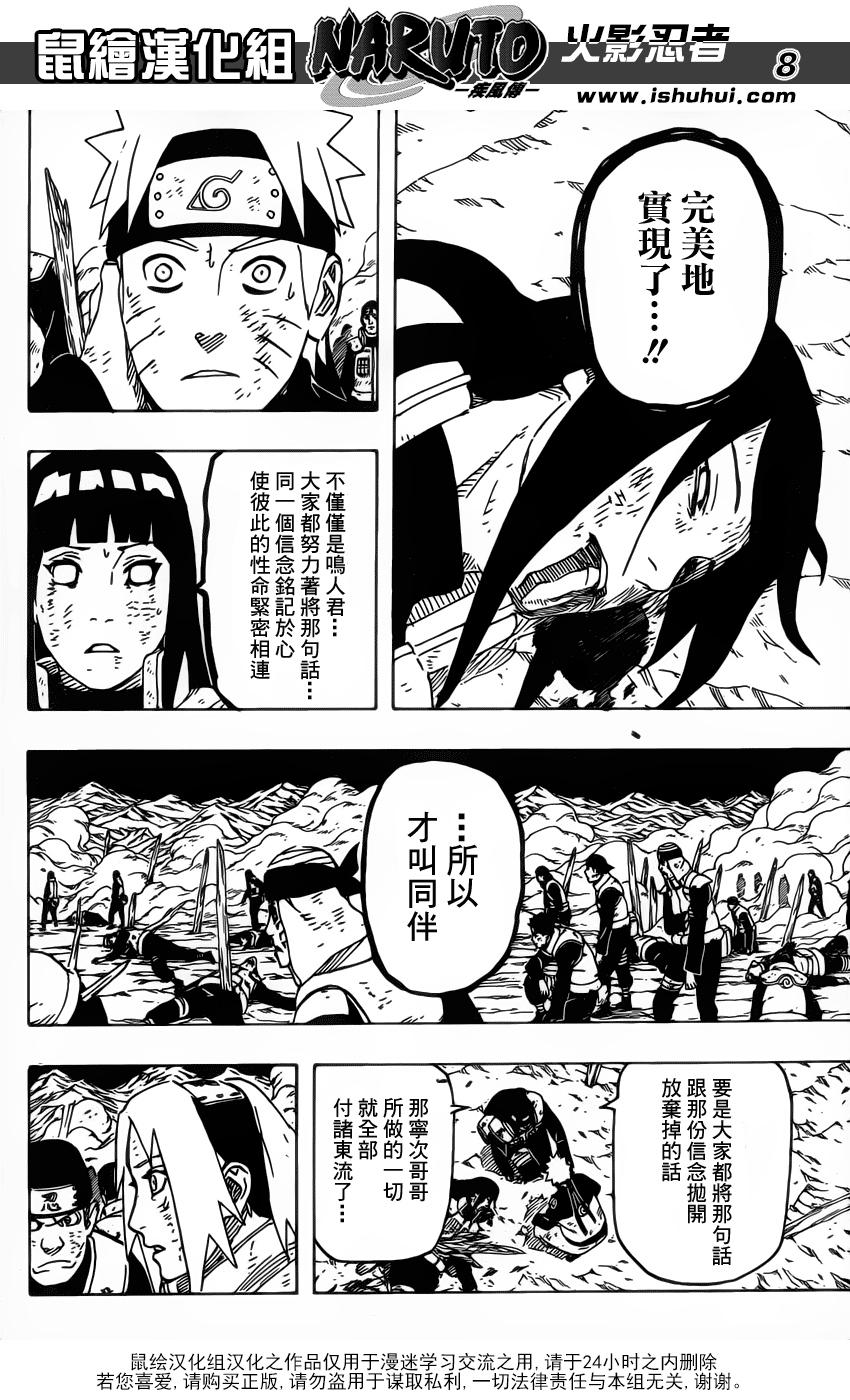 鼠繪漢化組
NARUTO
—疾風傳—
火影忍者
8
www.ishuhui.com
完美地
實現了…!!
不僅僅是鳴人君…
大家都努力著將那句話…
同一個信念銘記於心
使彼此的性命緊密相連
…所以
才叫同伴
要是大家都將那句話
跟那份信念拋開
放棄掉的話
那寧次哥哥
所做的一切
就全部
付諸東流了…
忍
鼠绘汉化组汉化之作品仅用于漫迷学习交流之用,请于24小时之内删除
若您喜爱,请购买正版,请勿盗用于谋取私利,一切法律责任与本组无关,谢谢。